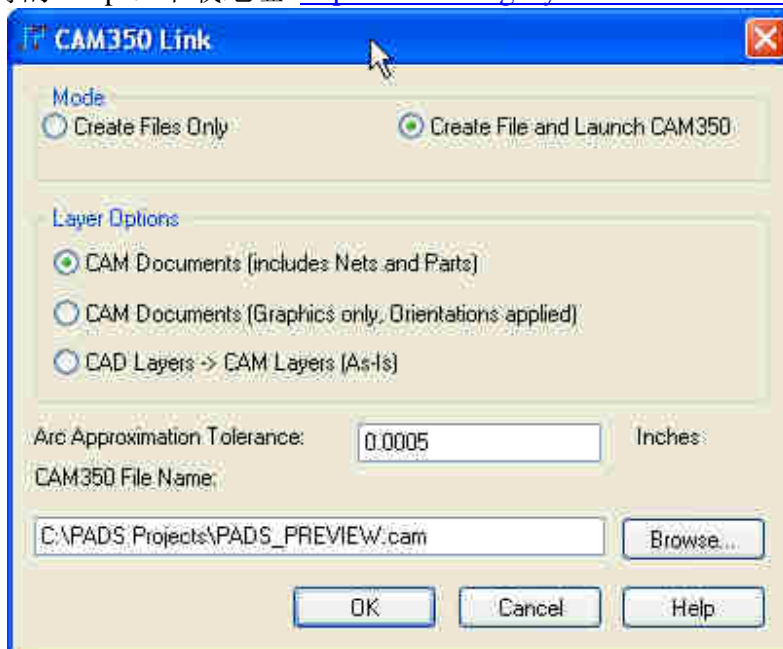 CAM350 Link
Mode
Create Files Only
Create File and Launch CAM350
Layer Options
CAM Documents (includes Nets and Parts)
CAM Documents (Graphics only, Orientations applied)
CAD Layers -> CAM Layers (As-Is)
Arc Approximation Tolerance:
0.0005
Inches
CAM350 File Name:
C:\PADS Projects\PADS_PREVIEW.cam
Browse...
OK
Cancel
Help